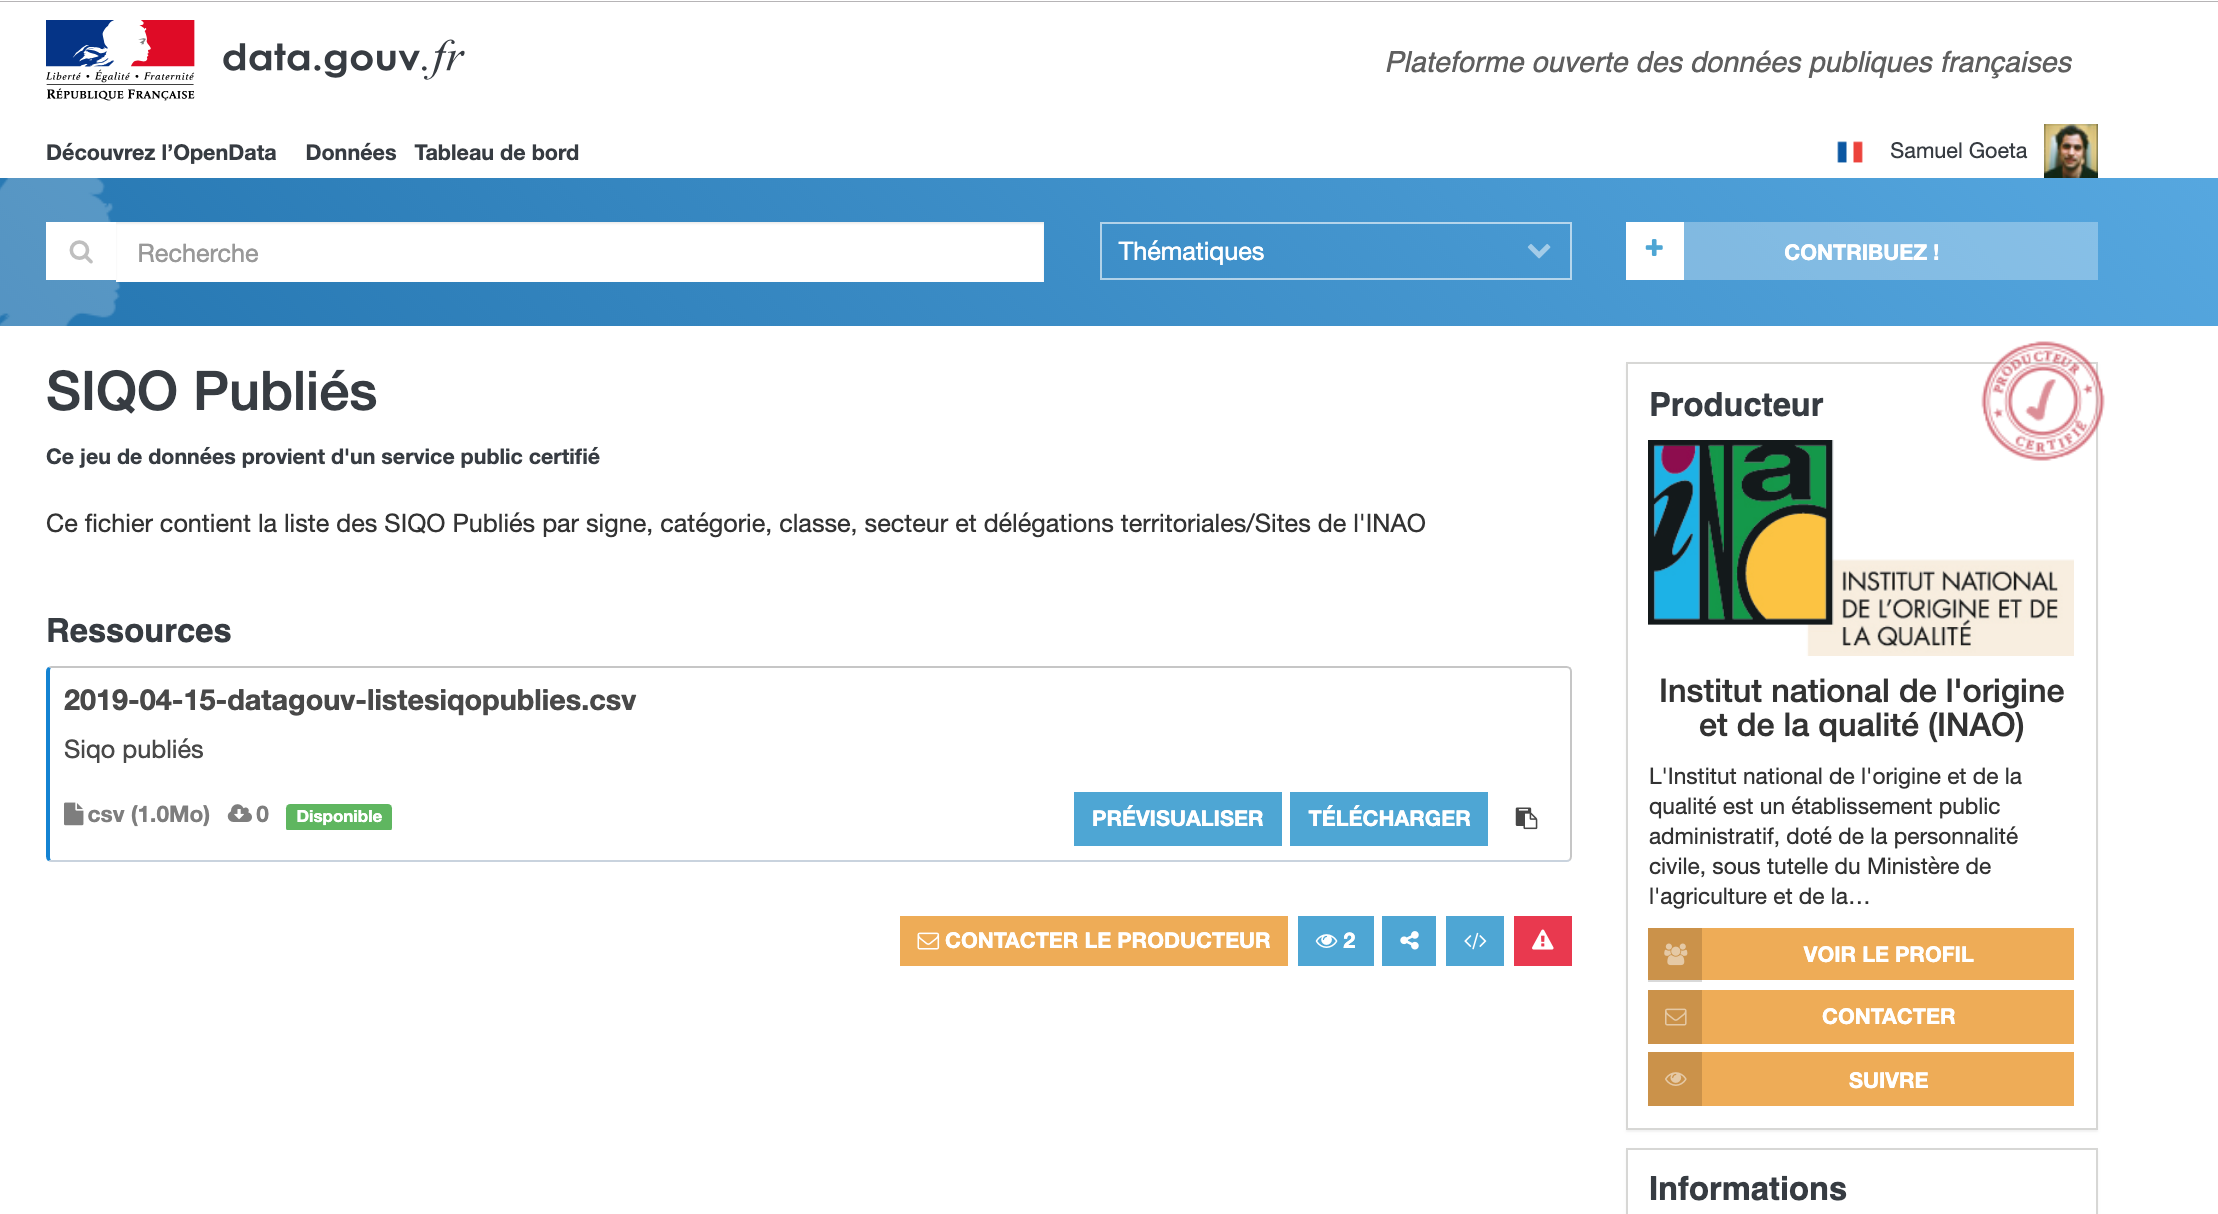 Liberté • Égalité • Fraternité
RÉPUBLIQUE FRANÇAISE
data.gouv.fr
Plateforme ouverte des données publiques françaises
Découvrez l’OpenData Données Tableau de bord
Samuel Goeta
Recherche
Thématiques
+ CONTRIBUEZ !
SIQO Publiés
Ce jeu de données provient d'un service public certifié
Ce fichier contient la liste des SIQO Publiés par signe, catégorie, classe, secteur et délégations territoriales/Sites de l'INAO
Ressources
2019-04-15-datagouv-listesiqopublies.csv
Siqo publiés
csv (1.0Mo) 0 Disponible
PRÉVISUALISER
TÉLÉCHARGER
CONTACTER LE PRODUCTEUR
2
Producteur
PRODUCTEUR
CERTIFIÉ
inao
INSTITUT NATIONAL
DE L'ORIGINE ET DE
LA QUALITÉ
Institut national de l'origine
et de la qualité (INAO)
L'Institut national de l'origine et de la
qualité est un établissement public
administratif, doté de la personnalité
civile, sous tutelle du Ministère de
l'agriculture et de la…
VOIR LE PROFIL
CONTACTER
SUIVRE
Informations